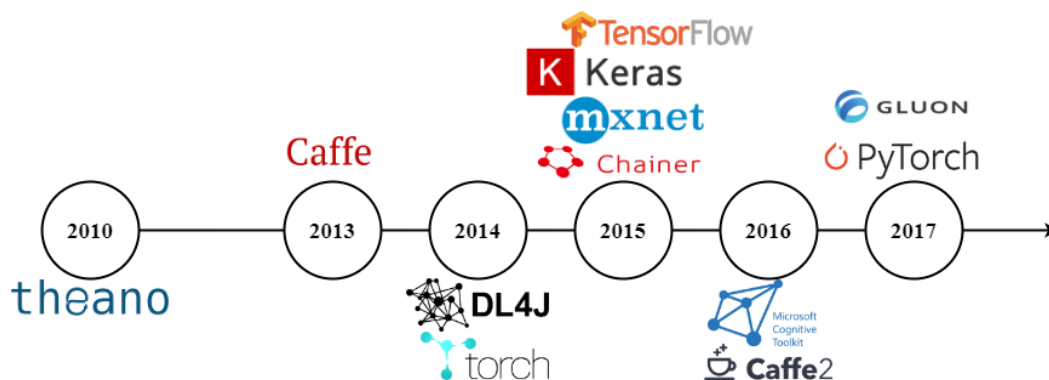 TensorFlow
K Keras
mxnet
Chainer
GLUON
PyTorch
Caffe
2010
2013
2014
2015
2016
2017
theano
DL4J
torch
Microsoft
Cognitive
Toolkit
Caffe2